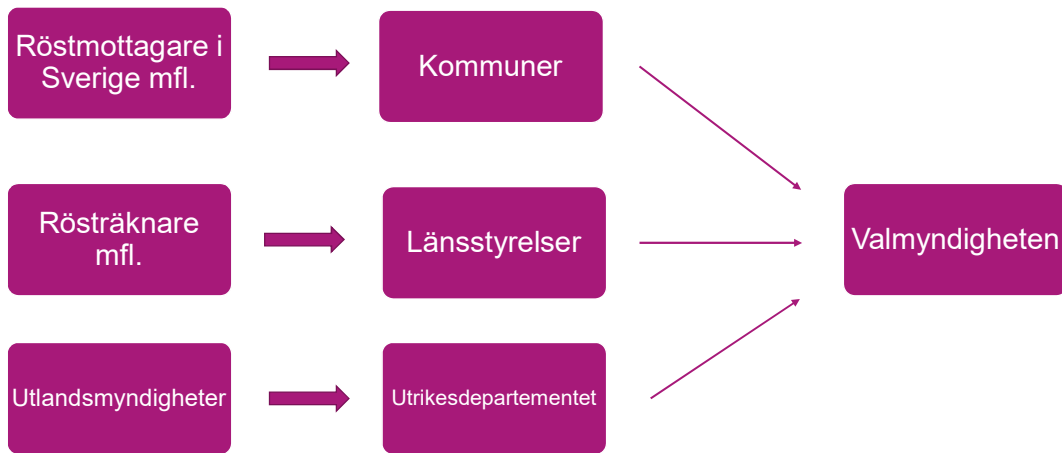 Röstmottagare i
Sverige mfl.
Kommuner
Rösträknare
mfl.
Länsstyrelser
Valmyndigheten
Utlandsmyndigheter
Utrikesdepartementet